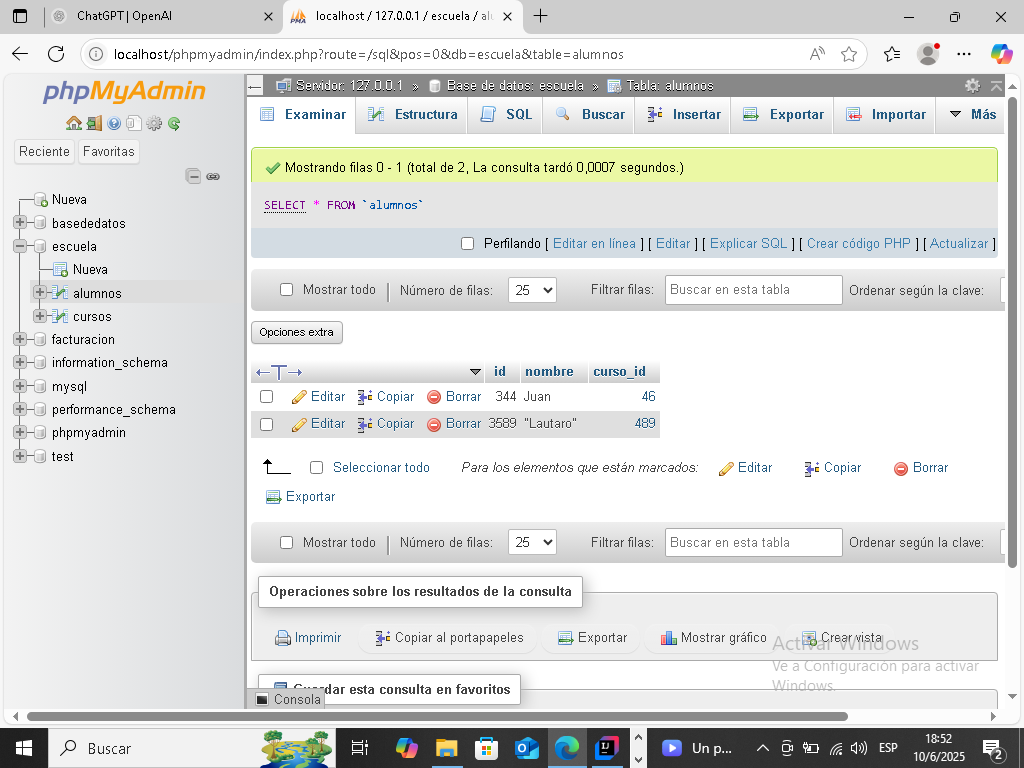 ChatGPT | OpenAI
localhost / 127.0.0.1 / escuela / alu
localhost/phpmyadmin/index.php?route=/sql&pos=0&db=escuela&table=alumnos
phpMyAdmin
Reciente
Favoritas
Nueva
basededatos
escuela
Nueva
alumnos
cursos
facturacion
information_schema
mysql
performance_schema
phpmyadmin
test
Servidor: 127.0.0.1 » Base de datos: escuela » Tabla: alumnos
Examinar Estructura SQL Buscar Insertar Exportar Importar Más
Mostrando filas 0 - 1 (total de 2, La consulta tardó 0,0007 segundos.)
SELECT * FROM `alumnos`
Perfilando [ Editar en línea ] [ Editar ] [ Explicar SQL ] [ Crear código PHP ] [ Actualizar ]
Mostrar todo | Número de filas: 25 Filtrar filas: Buscar en esta tabla Ordenar según la clave:
Opciones extra
←T→ id nombre curso_id
Editar Copiar Borrar 344 Juan 46
Editar Copiar Borrar 3589 "Lautaro" 489
Seleccionar todo Para los elementos que están marcados: Editar Copiar Borrar
Exportar
Mostrar todo | Número de filas: 25 Filtrar filas: Buscar en esta tabla Ordenar según la clave:
Operaciones sobre los resultados de la consulta
Imprimir Copiar al portapapeles Exportar Mostrar gráfico Crear vista
Activar Windows
Ve a Configuración para activar
Windows.
Guardar esta consulta en favoritos
Consola
Buscar
Un p...
ESP
18:52
10/6/2025
2